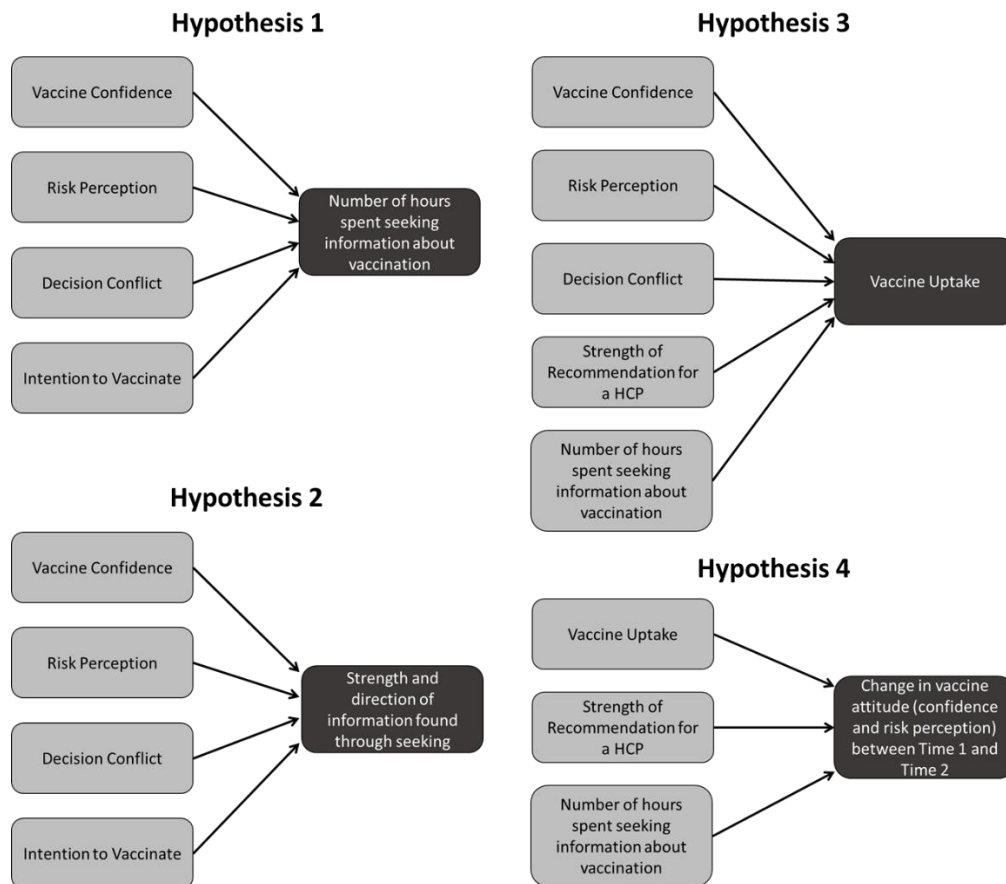 Hypothesis 1
Vaccine Confidence
Risk Perception
Decision Conflict
Intention to Vaccinate
Number of hours
spent seeking
information about
vaccination
Hypothesis 2
Vaccine Confidence
Risk Perception
Decision Conflict
Intention to Vaccinate
Strength and
direction of
information found
through seeking
Hypothesis 3
Vaccine Confidence
Risk Perception
Decision Conflict
Strength of
Recommendation for
a HCP
Number of hours
spent seeking
information about
vaccination
Vaccine Uptake
Hypothesis 4
Vaccine Uptake
Strength of
Recommendation for
a HCP
Number of hours
spent seeking
information about
vaccination
Change in vaccine
attitude (confidence
and risk perception)
between Time 1 and
Time 2